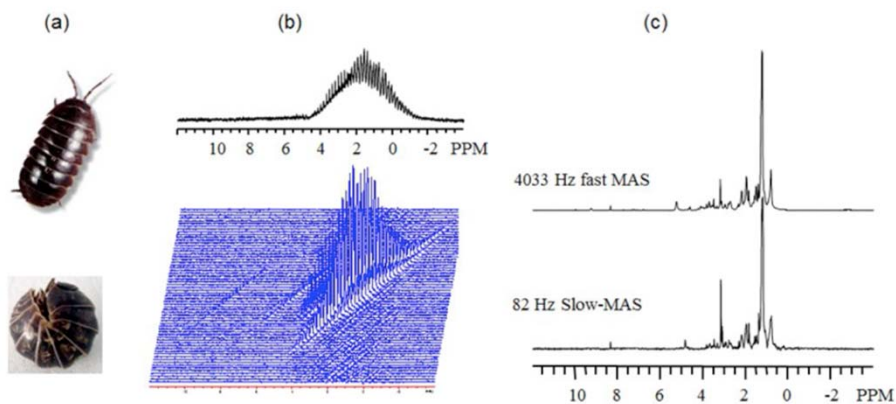 (a)
(b)
(c)
10 8 6 4 2 0 -2 PPM
4033 Hz fast MAS
82 Hz Slow-MAS
10 8 6 4 2 0 -2 PPM